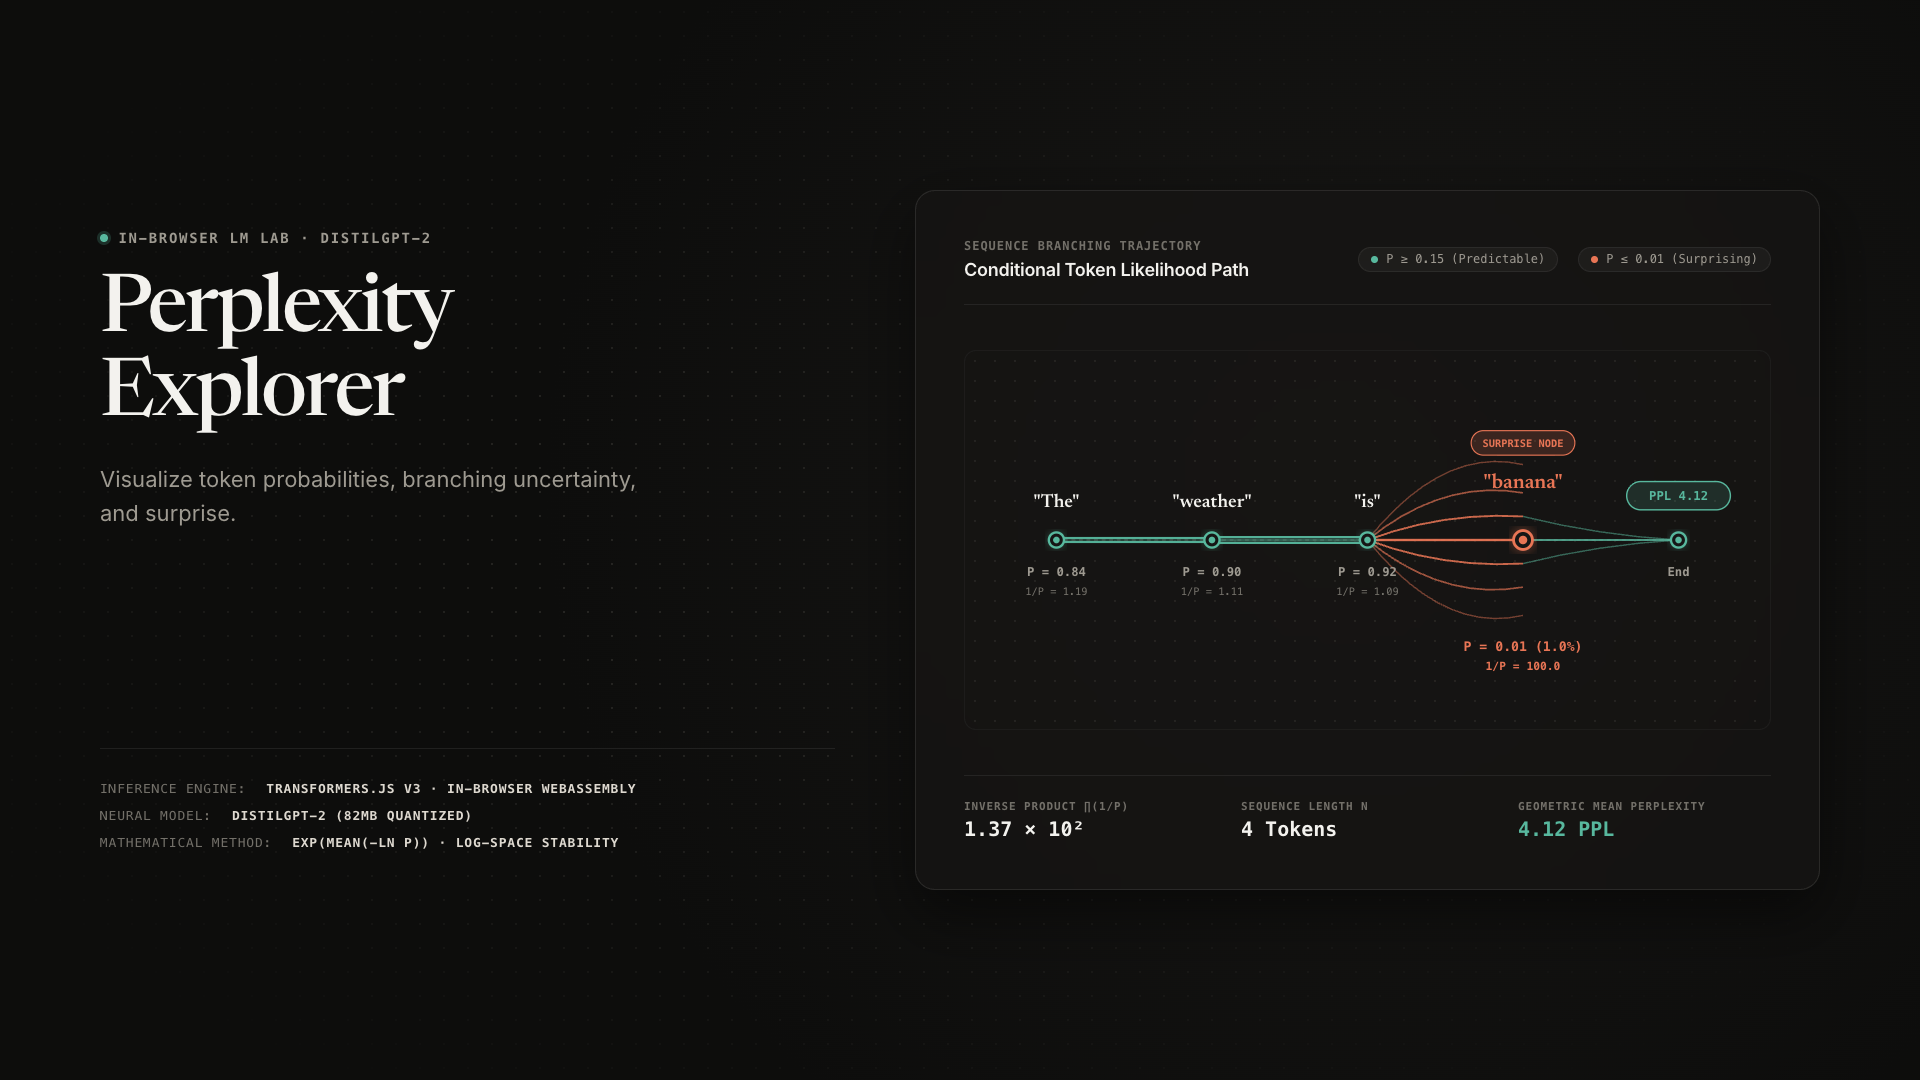 IN-BROWSER LM LAB · DISTILGPT-2
Perplexity
Explorer
Visualize token probabilities, branching uncertainty,
and surprise.
INFERENCE ENGINE: TRANSFORMERS.JS V3 · IN-BROWSER WEBASSEMBLY
NEURAL MODEL: DISTILGPT-2 (82MB QUANTIZED)
MATHEMATICAL METHOD: EXP(MEAN(-LN P)) · LOG-SPACE STABILITY
SEQUENCE BRANCHING TRAJECTORY
Conditional Token Likelihood Path
P ≥ 0.15 (Predictable)
P ≤ 0.01 (Surprising)
"The"
P = 0.84
1/P = 1.19
"weather"
P = 0.90
1/P = 1.11
"is"
P = 0.92
1/P = 1.09
SURPRISE NODE
"banana"
P = 0.01 (1.0%)
1/P = 100.0
PPL 4.12
End
INVERSE PRODUCT ∏(1/P)
1.37 × 10²
SEQUENCE LENGTH N
4 Tokens
GEOMETRIC MEAN PERPLEXITY
4.12 PPL